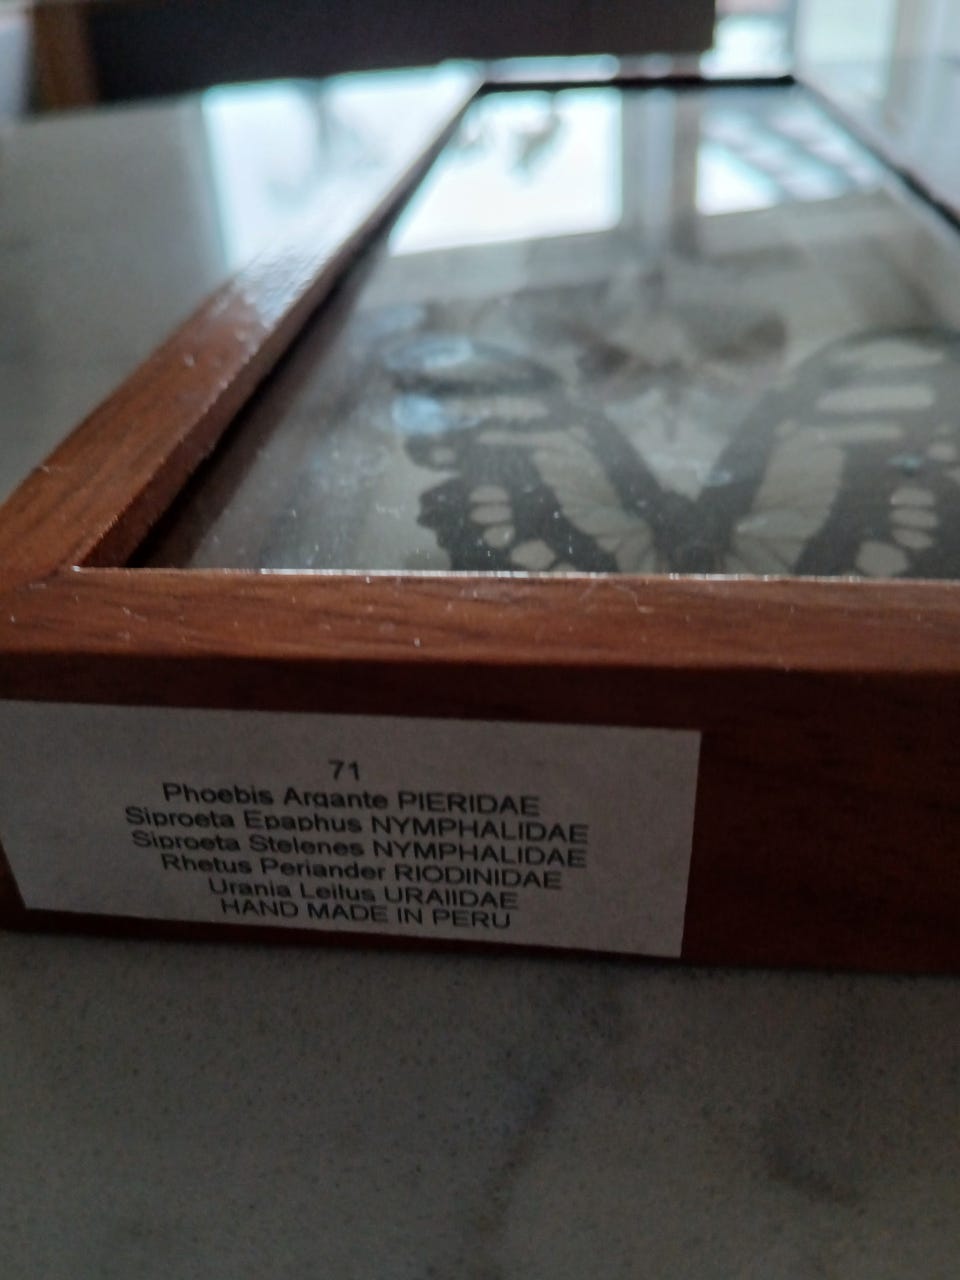 71
Phoebis Argante PIERIDAE
Siproeta Epaphus NYMPHALIDAE
Siproeta Stelenes NYMPHALIDAE
Rhetus Periander RIODINIDAE
Urania Leilus URAIIDAE
HAND MADE IN PERU